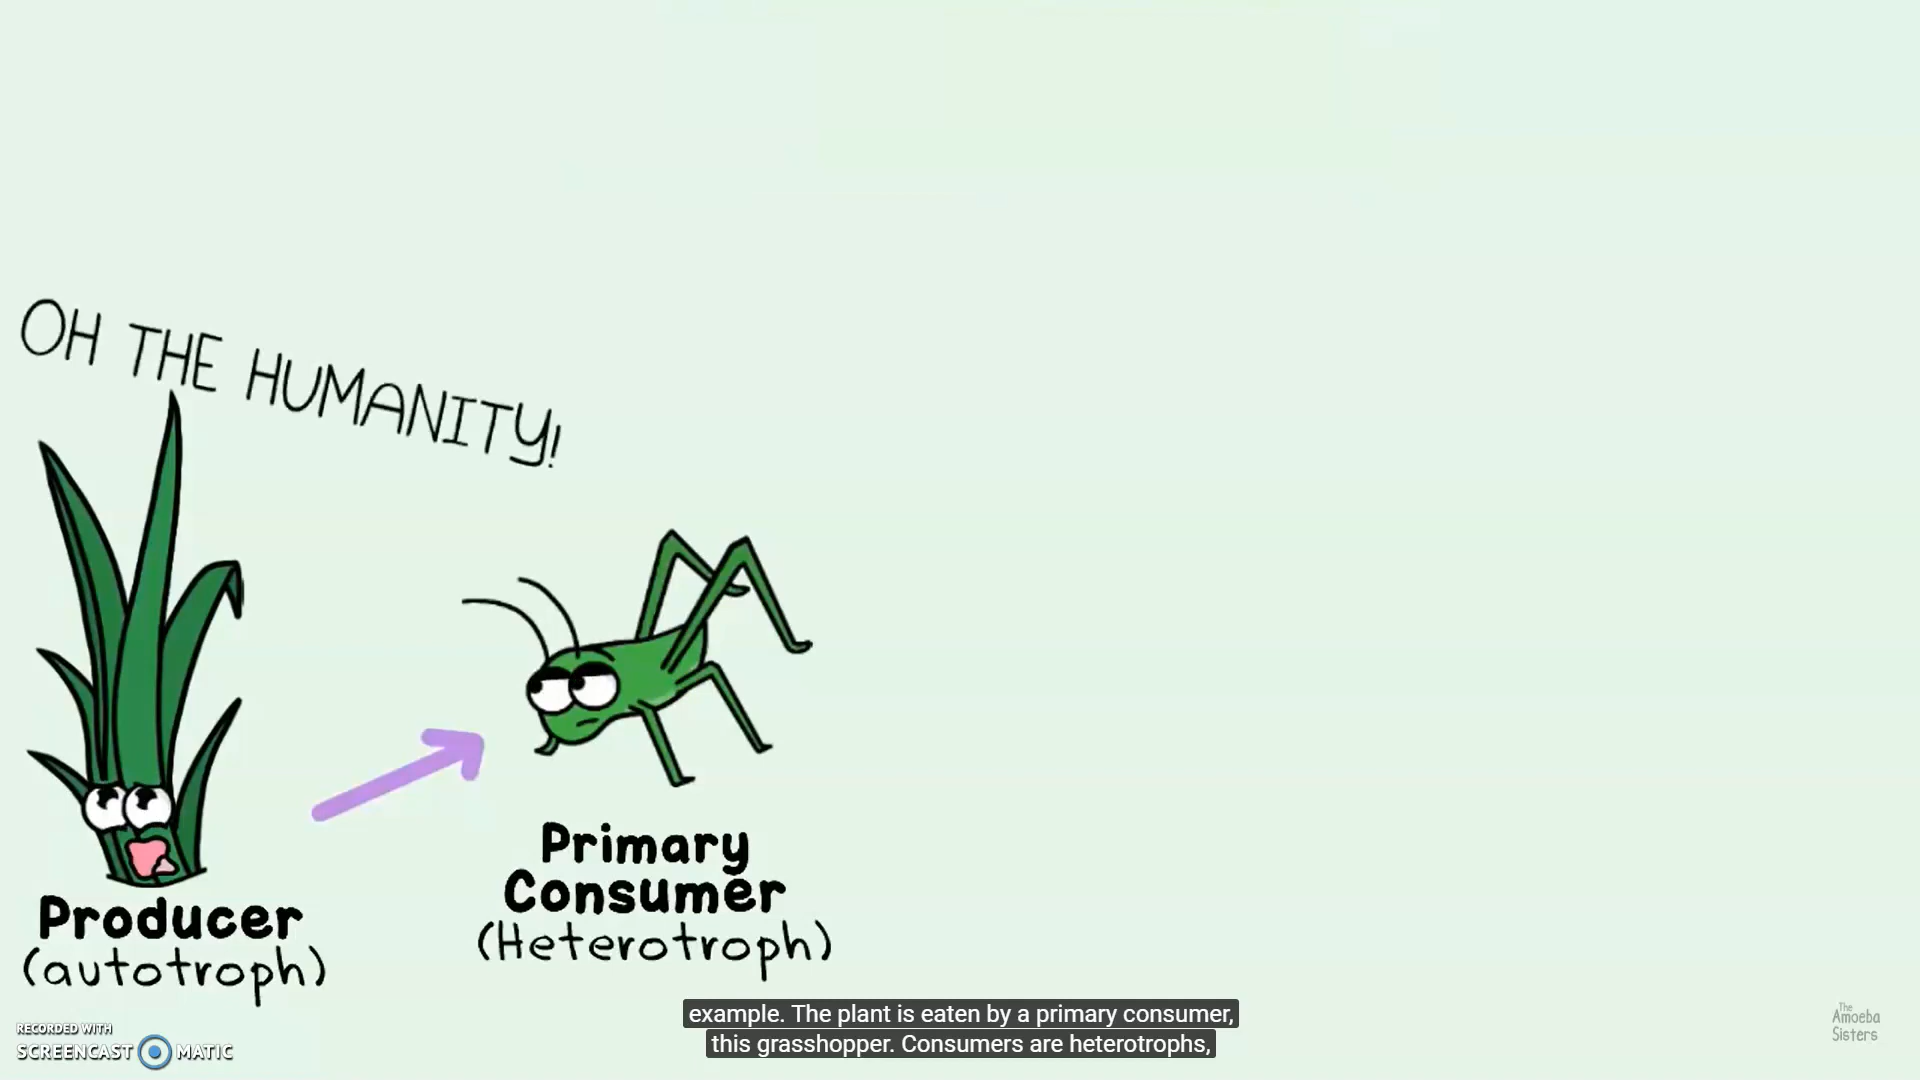 OH THE HUMANITY!
Producer
(autotroph)
Primary
Consumer
(Heterotroph)
example. The plant is eaten by a primary consumer,
this grasshopper. Consumers are heterotrophs,
RECORDED WITH
SCREENCAST MATIC
The
Amoeba
Sisters